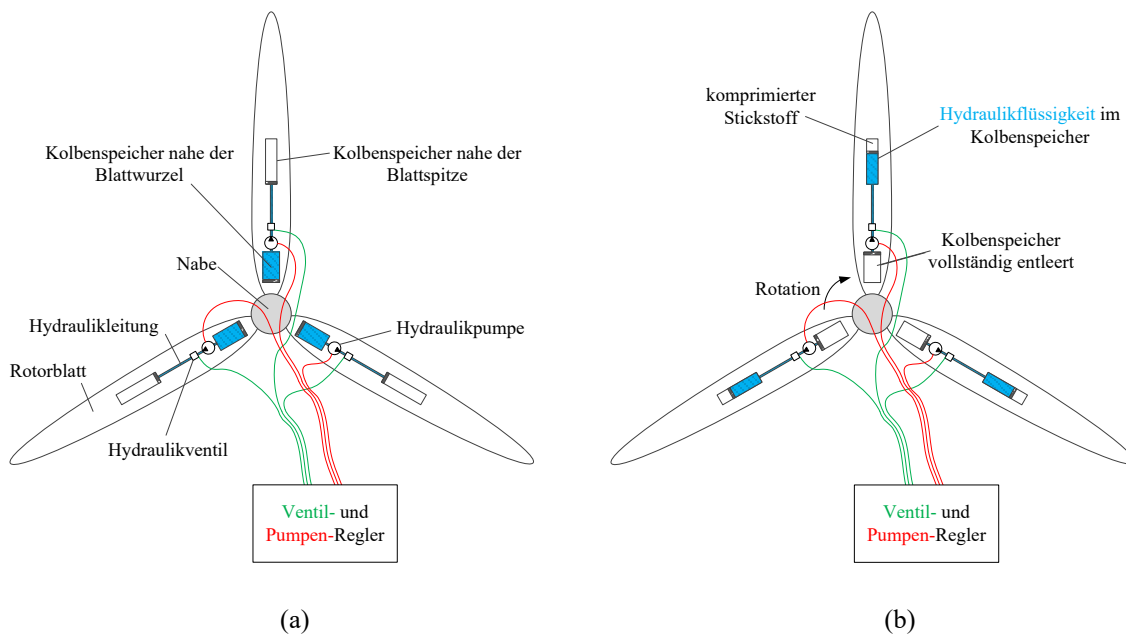 Kolbenspeicher nahe der
Blattwurzel
Kolbenspeicher nahe der
Blattspitze
Nabe
Hydraulikleitung
Hydraulikpumpe
Rotorblatt
Hydraulikventil
Ventil- und
Pumpen-Regler
(a)
komprimierter
Stickstoff
Hydraulikflüssigkeit im
Kolbenspeicher
Kolbenspeicher
vollständig entleert
Rotation
Ventil- und
Pumpen-Regler
(b)